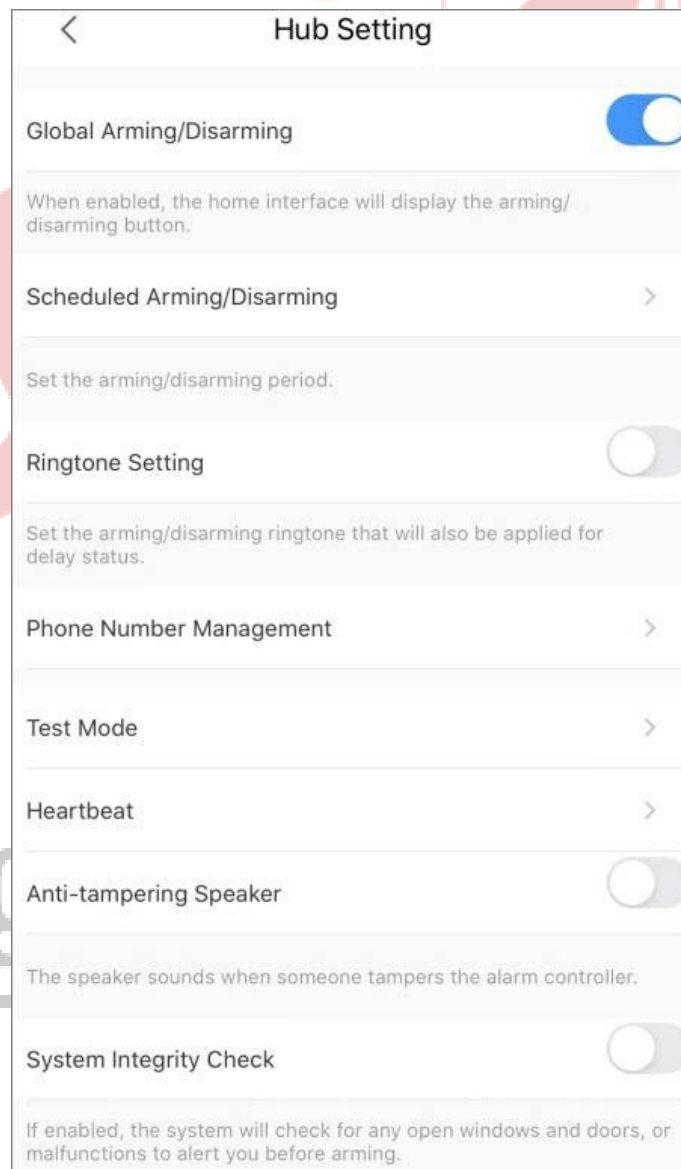 Hub Setting
Global Arming/Disarming
When enabled, the home interface will display the arming/
disarming button.
Scheduled Arming/Disarming
Set the arming/disarming period.
Ringtone Setting
Set the arming/disarming ringtone that will also be applied for
delay status.
Phone Number Management
Test Mode
Heartbeat
Anti-tampering Speaker
The speaker sounds when someone tampers the alarm controller.
System Integrity Check
If enabled, the system will check for any open windows and doors, or
malfunctions to alert you before arming.